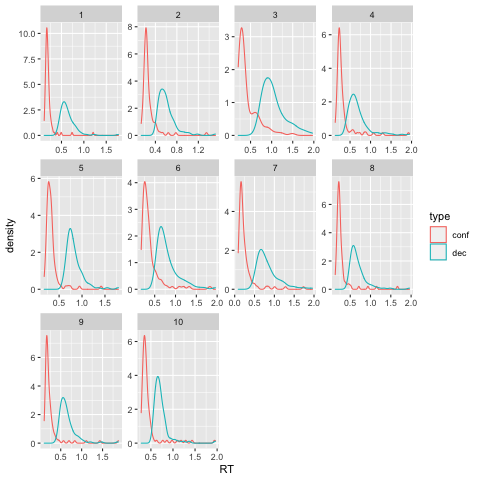 1 2 3 4
10.0 7.5 5.0 2.5 0.0
8 6 4 2 0
3 2 1 0
6 4 2 0
0.5 1.0 1.5
0.4 0.8 1.2
0.5 1.0 1.5 2.0
0.5 1.0 1.5 2.0
5 6 7 8
6 4 2 0
4 3 2 1 0
4 2 0
6 4 2 0
0.5 1.0 1.5
0.5 1.0 1.5 2.0
0.0 0.5 1.0 1.5 2.0
0.5 1.0 1.5 2.0
9 10
6 4 2 0
6 4 2 0
0.5 1.0 1.5
0.5 1.0 1.5 2.0
density
RT
type
conf
dec